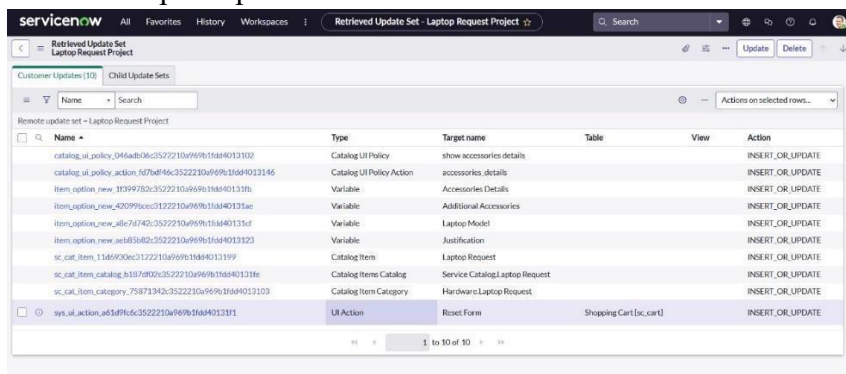 servicenow All Favorites History Workspaces Retrieved Update Set - Laptop Request Project Search
Retrieved Update Set
Laptop Request Project
Update Delete
Customer Updates (10) Child Update Sets
Name Search Actions on selected rows...
Remote update set = Laptop Request Project
Name Type Target name Table View Action
catalog_ui_policy_046adb06c3522210a969b1fdd4013102 Catalog UI Policy show accessories details INSERT_OR_UPDATE
catalog_ui_policy_action_fd7bdf46c3522210a969b1fdd4013146 Catalog UI Policy Action accessories_details INSERT_OR_UPDATE
item_option_new_1f399782c3522210a969b1fdd40131fb Variable Accessories Details INSERT_OR_UPDATE
item_option_new_42099bcec3122210a969b1fdd40131ae Variable Additional Accessories INSERT_OR_UPDATE
item_option_new_a8e7d742c3522210a969b1fdd40131cf Variable Laptop Model INSERT_OR_UPDATE
item_option_new_aeb85b82c3522210a969b1fdd4013123 Variable Justification INSERT_OR_UPDATE
sc_cat_item_11d6930ec3122210a969b1fdd4013199 Catalog Item Laptop Request INSERT_OR_UPDATE
sc_cat_item_catalog_b187df02c3522210a969b1fdd40131fe Catalog Items Catalog Service Catalog.Laptop Request INSERT_OR_UPDATE
sc_cat_item_category_75871342c3522210a969b1fdd4013103 Catalog Item Category Hardware.Laptop Request INSERT_OR_UPDATE
sys_ui_action_a61d9fc6c3522210a969b1fdd40131f1 UI Action Reset Form Shopping Cart [sc_cart] INSERT_OR_UPDATE
1 to 10 of 10